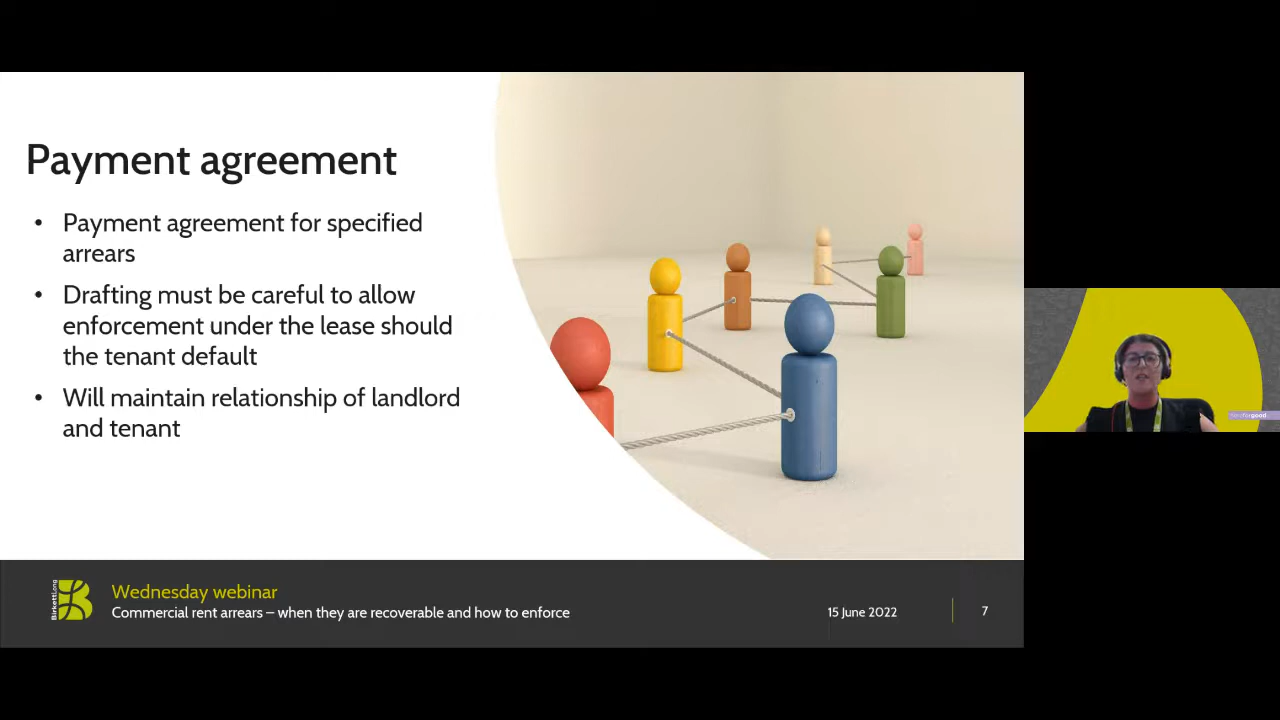 Payment agreement
• Payment agreement for specified
arrears
• Drafting must be careful to allow
enforcement under the lease should
the tenant default
• Will maintain relationship of landlord
and tenant
BirkettLong
Wednesday webinar
Commercial rent arrears – when they are recoverable and how to enforce
15 June 2022
7